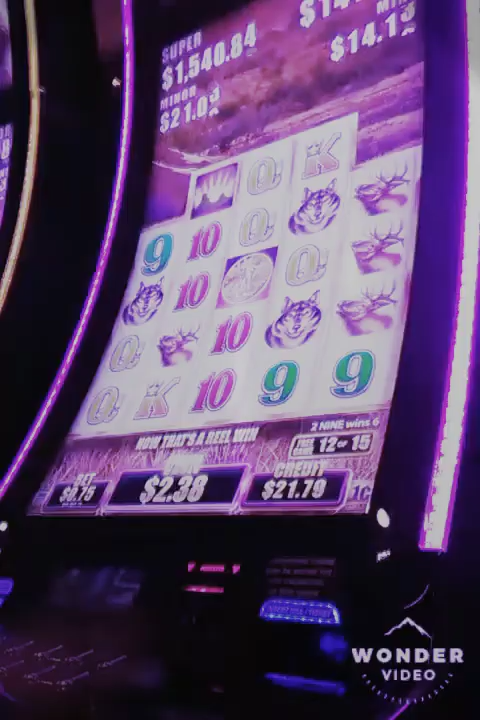 SUPER
$1,540.84
MINOR
$21.03
$14.13
Q K
9 10 Q
10 Q
Q 10
Q K 10 9 9
2 NINE wins 6
NOW THAT'S A REEL WIN
FREE GAME 12 OF 15
BET
$0.75
WIN
$2.38
CREDIT
$21.79
1¢
WONDER
VIDEO